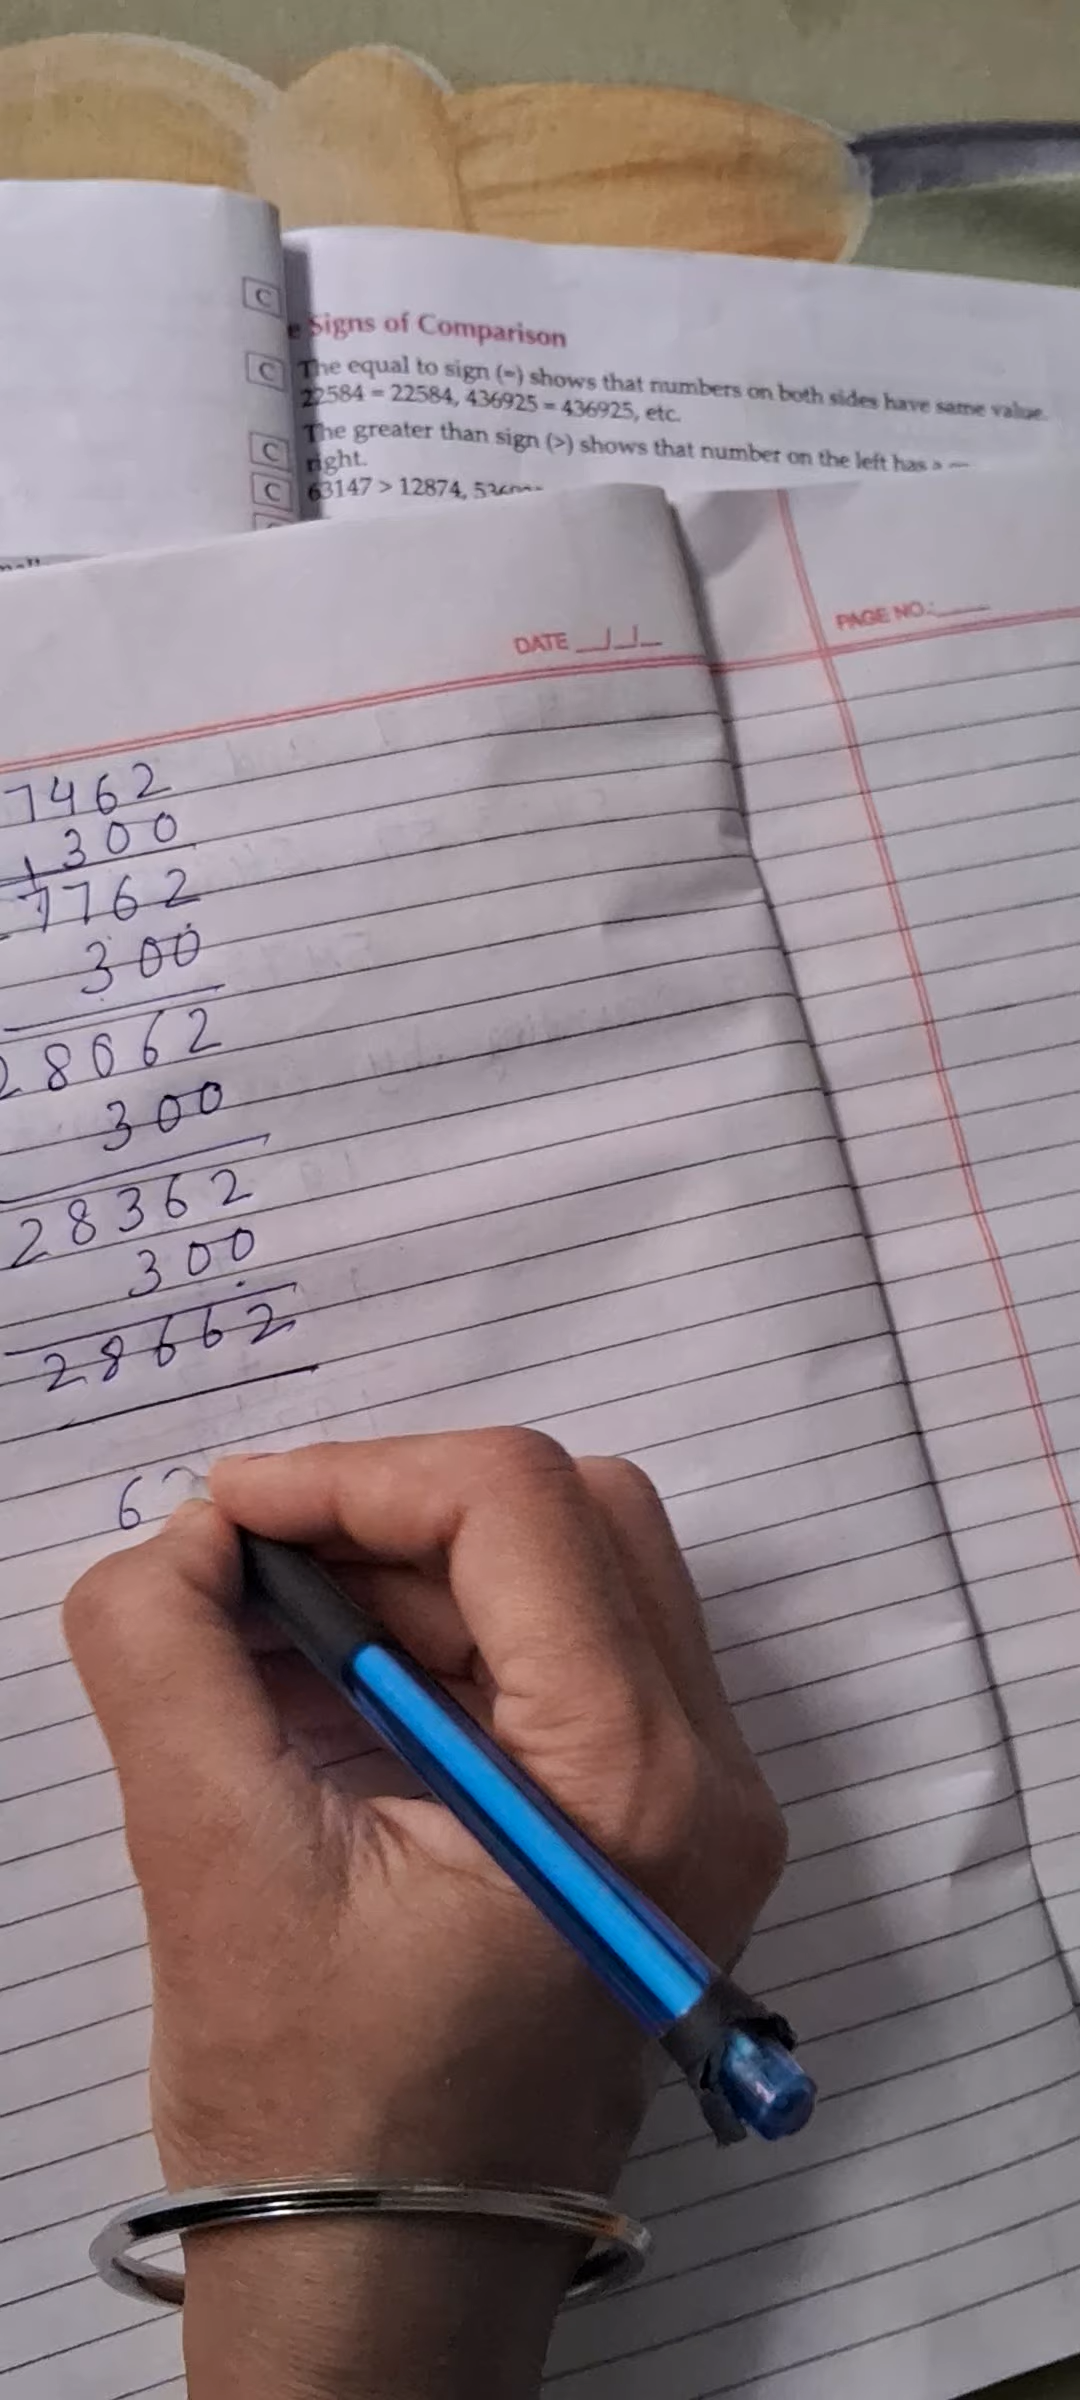 Signs of Comparison
The equal to sign (=) shows that numbers on both sides have same value.
22584 = 22584, 436925 = 436925, etc.
The greater than sign (>) shows that number on the left has a
right.
63147 > 12874,
C
C
C
C
DATE
PAGE NO.:
7462
300
7762
300
28062
300
28362
300
28662
6